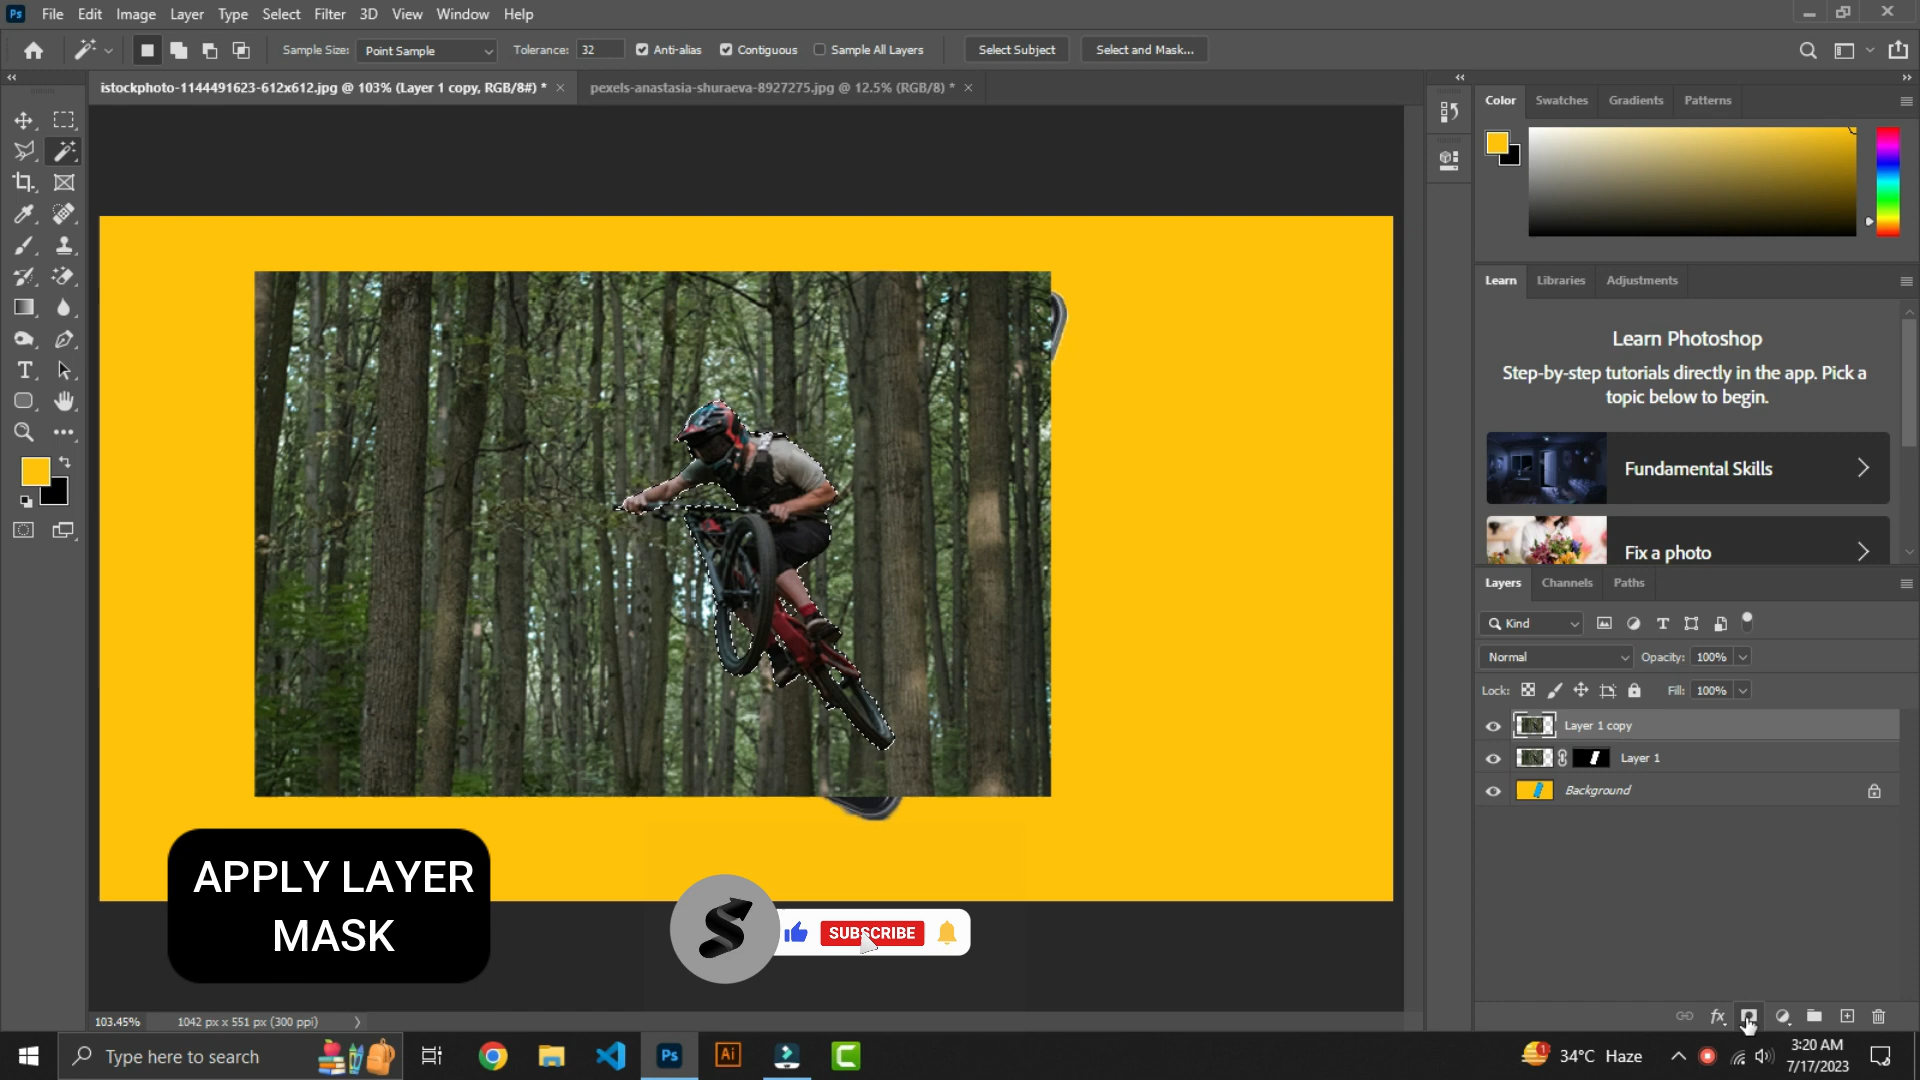 Ps File Edit Image Layer Type Select Filter 3D View Window Help
Sample Size: Point Sample Tolerance: 32 Anti-alias Contiguous Sample All Layers Select Subject Select and Mask...
istockphoto-1144491623-612x612.jpg @ 103% (Layer 1 copy, RGB/8#) * ×
pexels-anastasia-shuraeva-8927275.jpg @ 12.5% (RGB/8) * ×
Color Swatches Gradients Patterns
Learn Libraries Adjustments
Learn Photoshop
Step-by-step tutorials directly in the app. Pick a
topic below to begin.
Fundamental Skills
Fix a photo
Layers Channels Paths
Kind
Normal Opacity: 100%
Lock: Fill: 100%
Layer 1 copy
Layer 1
Background
fx
APPLY LAYER
MASK
SUBSCRIBE
103.45% 1042 px x 551 px (300 ppi)
Type here to search
Ps Ai
1 34°C Haze
3:20 AM
7/17/2023